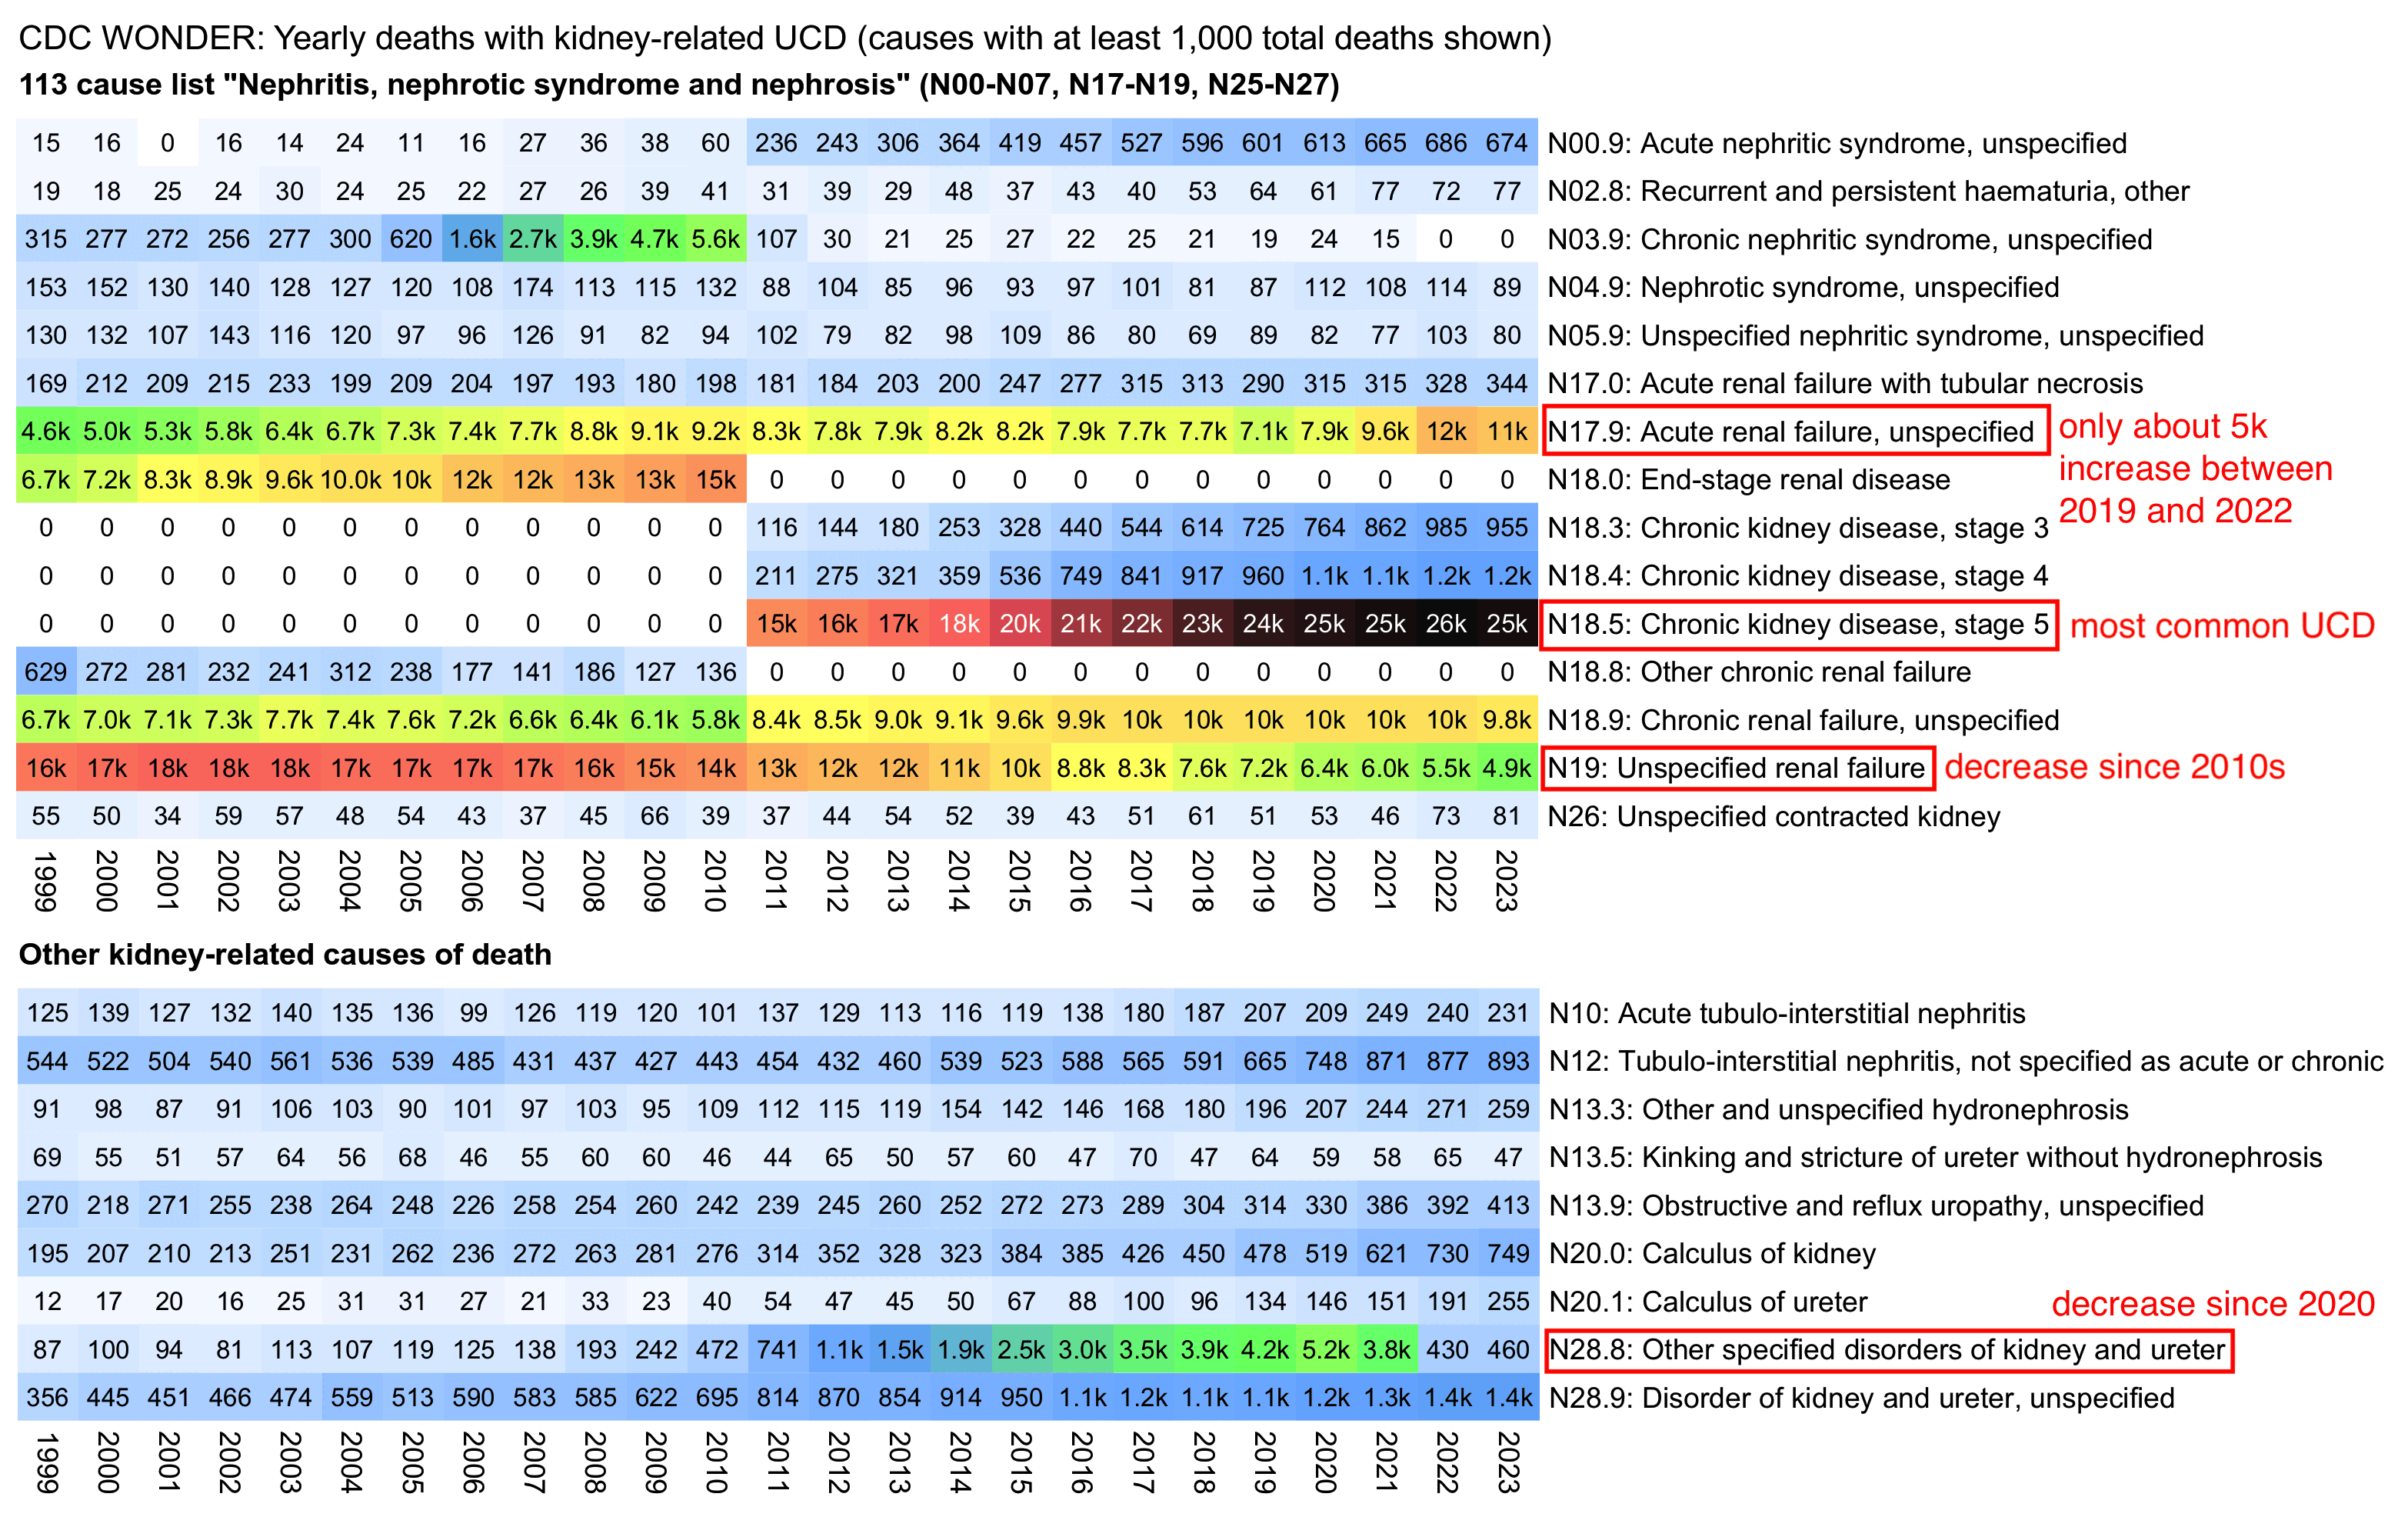 CDC WONDER: Yearly deaths with kidney-related UCD (causes with at least 1,000 total deaths shown)
113 cause list "Nephritis, nephrotic syndrome and nephrosis" (N00-N07, N17-N19, N25-N27)
15 16 0 16 14 24 11 16 27 36 38 60 236 243 306 364 419 457 527 596 601 613 665 686 674 N00.9: Acute nephritic syndrome, unspecified
19 18 25 24 30 24 25 22 27 26 39 41 31 39 29 48 37 43 40 53 64 61 77 72 77 N02.8: Recurrent and persistent haematuria, other
315 277 272 256 277 300 620 1.6k 2.7k 3.9k 4.7k 5.6k 107 30 21 25 27 22 25 21 19 24 15 0 0 N03.9: Chronic nephritic syndrome, unspecified
153 152 130 140 128 127 120 108 174 113 115 132 88 104 85 96 93 97 101 81 87 112 108 114 89 N04.9: Nephrotic syndrome, unspecified
130 132 107 143 116 120 97 96 126 91 82 94 102 79 82 98 109 86 80 69 89 82 77 103 80 N05.9: Unspecified nephritic syndrome, unspecified
169 212 209 215 233 199 209 204 197 193 180 198 181 184 203 200 247 277 315 313 290 315 315 328 344 N17.0: Acute renal failure with tubular necrosis
4.6k 5.0k 5.3k 5.8k 6.4k 6.7k 7.3k 7.4k 7.7k 8.8k 9.1k 9.2k 8.3k 7.8k 7.9k 8.2k 8.2k 7.9k 7.7k 7.7k 7.1k 7.9k 9.6k 12k 11k N17.9: Acute renal failure, unspecified
only about 5k
increase between
2019 and 2022
6.7k 7.2k 8.3k 8.9k 9.6k 10.0k 10k 12k 12k 13k 13k 15k 0 0 0 0 0 0 0 0 0 0 0 0 0 N18.0: End-stage renal disease
0 0 0 0 0 0 0 0 0 0 0 0 116 144 180 253 328 440 544 614 725 764 862 985 955 N18.3: Chronic kidney disease, stage 3
0 0 0 0 0 0 0 0 0 0 0 0 211 275 321 359 536 749 841 917 960 1.1k 1.1k 1.2k 1.2k N18.4: Chronic kidney disease, stage 4
0 0 0 0 0 0 0 0 0 0 0 0 15k 16k 17k 18k 20k 21k 22k 23k 24k 25k 25k 26k 25k N18.5: Chronic kidney disease, stage 5 most common UCD
629 272 281 232 241 312 238 177 141 186 127 136 0 0 0 0 0 0 0 0 0 0 0 0 0 N18.8: Other chronic renal failure
6.7k 7.0k 7.1k 7.3k 7.7k 7.4k 7.6k 7.2k 6.6k 6.4k 6.1k 5.8k 8.4k 8.5k 9.0k 9.1k 9.6k 9.9k 10k 10k 10k 10k 10k 10k 9.8k N18.9: Chronic renal failure, unspecified
16k 17k 18k 18k 18k 17k 17k 17k 17k 16k 15k 14k 13k 12k 12k 11k 10k 8.8k 8.3k 7.6k 7.2k 6.4k 6.0k 5.5k 4.9k N19: Unspecified renal failure decrease since 2010s
55 50 34 59 57 48 54 43 37 45 66 39 37 44 54 52 39 43 51 61 51 53 46 73 81 N26: Unspecified contracted kidney
1999 2000 2001 2002 2003 2004 2005 2006 2007 2008 2009 2010 2011 2012 2013 2014 2015 2016 2017 2018 2019 2020 2021 2022 2023
Other kidney-related causes of death
125 139 127 132 140 135 136 99 126 119 120 101 137 129 113 116 119 138 180 187 207 209 249 240 231 N10: Acute tubulo-interstitial nephritis
544 522 504 540 561 536 539 485 431 437 427 443 454 432 460 539 523 588 565 591 665 748 871 877 893 N12: Tubulo-interstitial nephritis, not specified as acute or chronic
91 98 87 91 106 103 90 101 97 103 95 109 112 115 119 154 142 146 168 180 196 207 244 271 259 N13.3: Other and unspecified hydronephrosis
69 55 51 57 64 56 68 46 55 60 60 46 44 65 50 57 60 47 70 47 64 59 58 65 47 N13.5: Kinking and stricture of ureter without hydronephrosis
270 218 271 255 238 264 248 226 258 254 260 242 239 245 260 252 272 273 289 304 314 330 386 392 413 N13.9: Obstructive and reflux uropathy, unspecified
195 207 210 213 251 231 262 236 272 263 281 276 314 352 328 323 384 385 426 450 478 519 621 730 749 N20.0: Calculus of kidney
12 17 20 16 25 31 31 27 21 33 23 40 54 47 45 50 67 88 100 96 134 146 151 191 255 N20.1: Calculus of ureter decrease since 2020
87 100 94 81 113 107 119 125 138 193 242 472 741 1.1k 1.5k 1.9k 2.5k 3.0k 3.5k 3.9k 4.2k 5.2k 3.8k 430 460 N28.8: Other specified disorders of kidney and ureter
356 445 451 466 474 559 513 590 583 585 622 695 814 870 854 914 950 1.1k 1.2k 1.1k 1.1k 1.2k 1.3k 1.4k 1.4k N28.9: Disorder of kidney and ureter, unspecified
1999 2000 2001 2002 2003 2004 2005 2006 2007 2008 2009 2010 2011 2012 2013 2014 2015 2016 2017 2018 2019 2020 2021 2022 2023